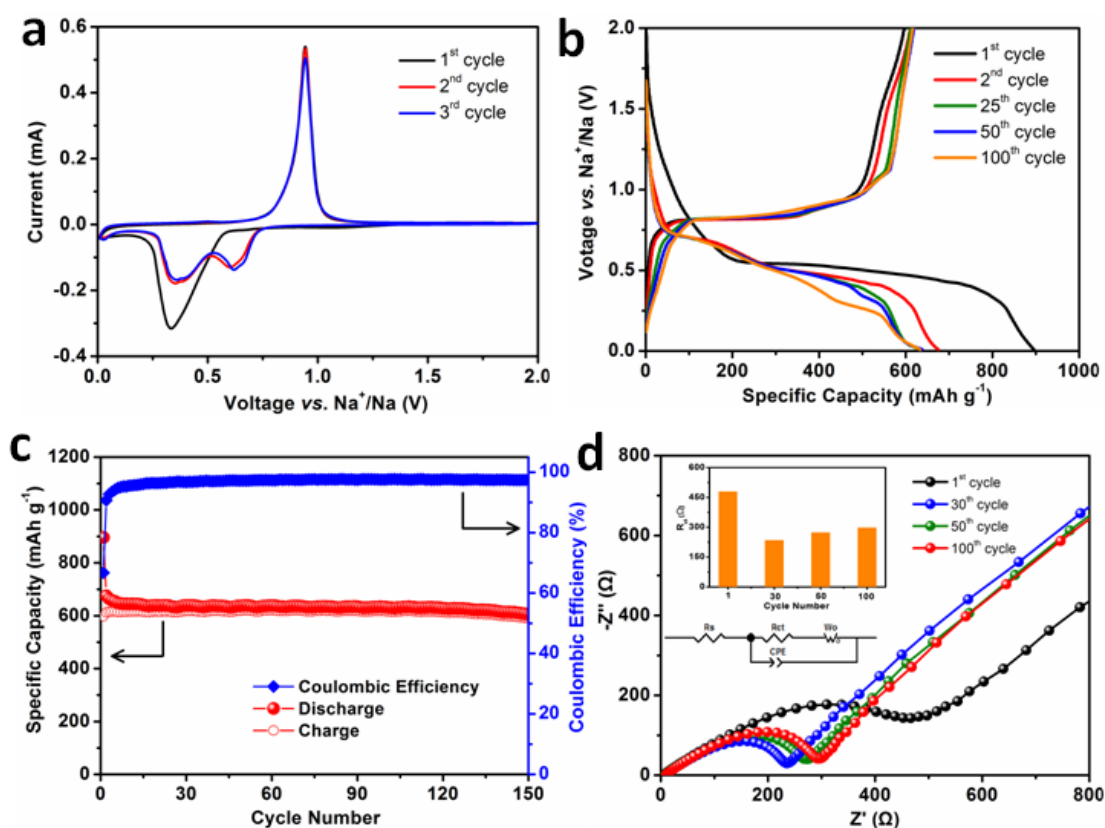 a
0.6
0.4
0.2
0.0
-0.2
-0.4
Current (mA)
1st cycle
2nd cycle
3rd cycle
0.0 0.5 1.0 1.5 2.0
Voltage vs. Na+/Na (V)
b
2.0
1.5
1.0
0.5
0.0
Votage vs. Na+/Na (V)
1st cycle
2nd cycle
25th cycle
50th cycle
100th cycle
0 200 400 600 800 1000
Specific Capacity (mAh g-1)
c
1200
1000
800
600
400
200
0
Specific Capacity (mAh g-1)
Coulombic Efficiency
Discharge
Charge
100
80
60
40
20
0
Coulombic Efficiency (%)
0 30 60 90 120 150
Cycle Number
d
800
600
400
200
0
-Z'' (Ω)
600
450
300
150
0
1 30 50 100
Cycle Number
1st cycle
30th cycle
50th cycle
100th cycle
Rs Rct Wo
CPE
0 200 400 600 800
Z' (Ω)